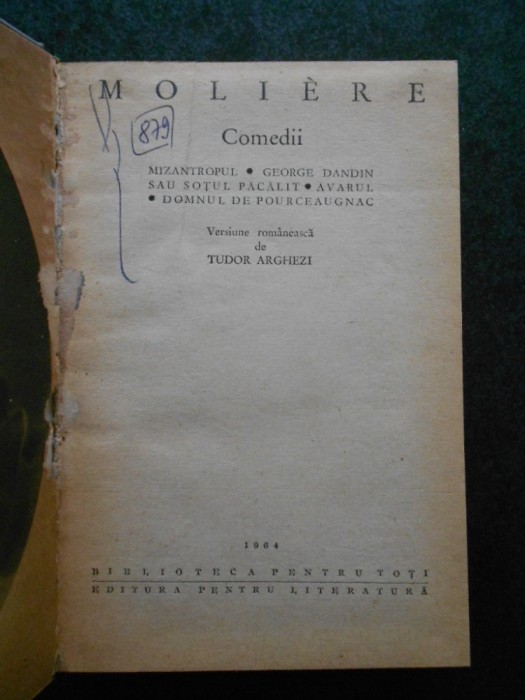 MOLIÈRE
879
Comedii
MIZANTROPUL • GEORGE DANDIN
SAU SOȚUL PĂCĂLIT • AVARUL
• DOMNUL DE POURCEAUGNAC
Versiune românească
de
TUDOR ARGHEZI
1964
BIBLIOTECA PENTRU TOȚI
EDITURA PENTRU LITERATURĂ